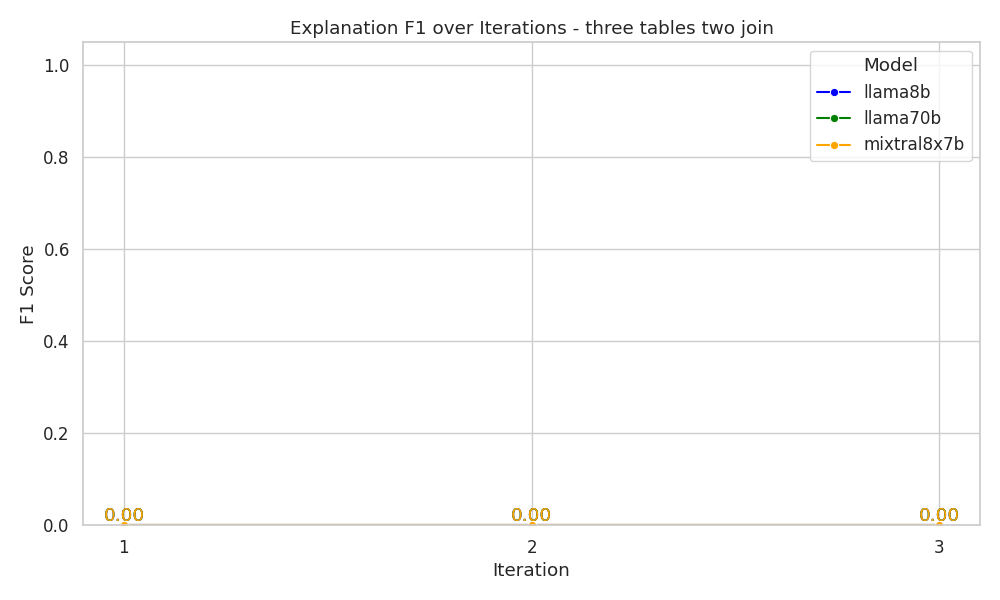 Explanation F1 over Iterations - three tables two join
Model
llama8b
llama70b
mixtral8x7b
1.0
0.8
0.6
0.4
0.2
0.0
F1 Score
0.00 0.00 0.00
1 2 3
Iteration